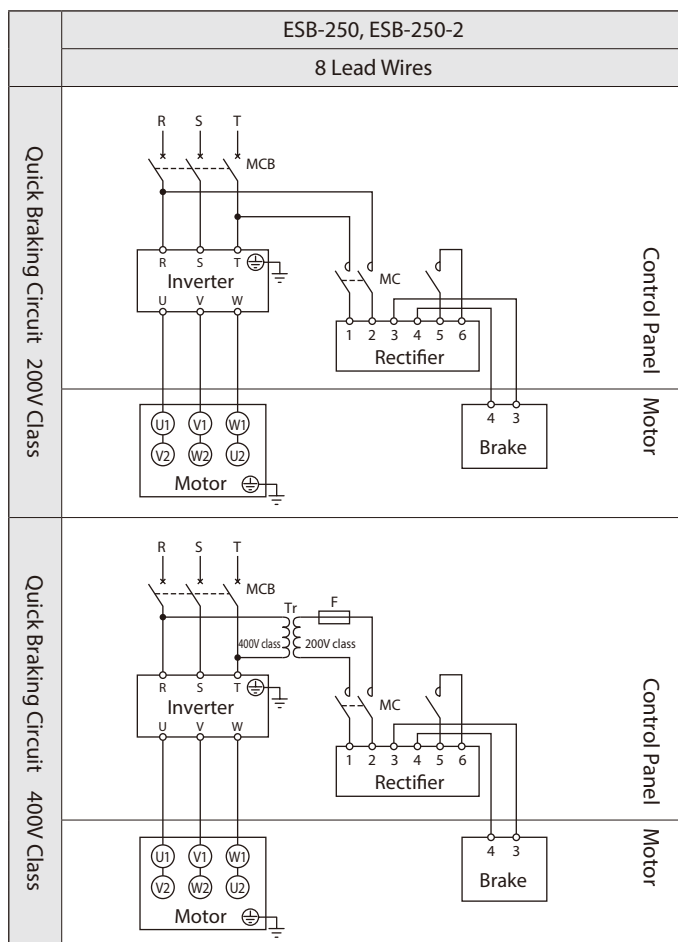 ESB-250, ESB-250-2
8 Lead Wires
Quick Braking Circuit 200V Class
R S T
MCB
R S T
Inverter
U V W
MC
1 2 3 4 5 6
Rectifier
Control Panel
U1 V1 W1
V2 W2 U2
Motor
4 3
Brake
Motor
Quick Braking Circuit 400V Class
R S T
MCB
Tr F
400V class 200V class
R S T
Inverter
U V W
MC
1 2 3 4 5 6
Rectifier
Control Panel
U1 V1 W1
V2 W2 U2
Motor
4 3
Brake
Motor